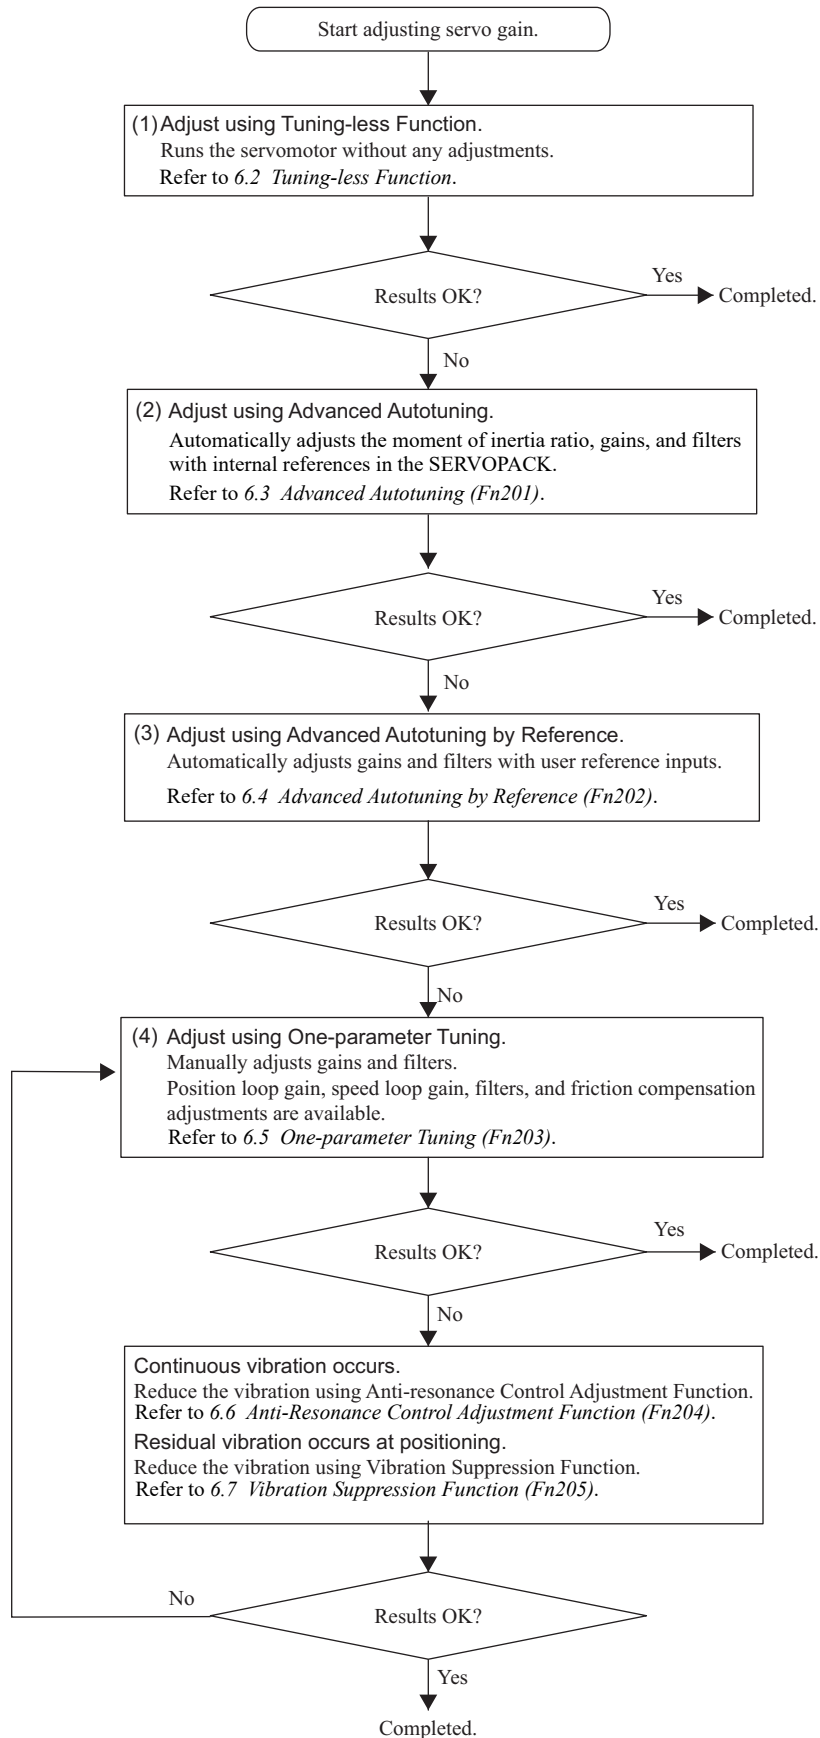 Start adjusting servo gain.
(1) Adjust using Tuning-less Function.
Runs the servomotor without any adjustments.
Refer to 6.2 Tuning-less Function.
Results OK?
Yes
Completed.
No
(2) Adjust using Advanced Autotuning.
Automatically adjusts the moment of inertia ratio, gains, and filters
with internal references in the SERVOPACK.
Refer to 6.3 Advanced Autotuning (Fn201).
Results OK?
Yes
Completed.
No
(3) Adjust using Advanced Autotuning by Reference.
Automatically adjusts gains and filters with user reference inputs.
Refer to 6.4 Advanced Autotuning by Reference (Fn202).
Results OK?
Yes
Completed.
No
(4) Adjust using One-parameter Tuning.
Manually adjusts gains and filters.
Position loop gain, speed loop gain, filters, and friction compensation
adjustments are available.
Refer to 6.5 One-parameter Tuning (Fn203).
Results OK?
Yes
Completed.
No
Continuous vibration occurs.
Reduce the vibration using Anti-resonance Control Adjustment Function.
Refer to 6.6 Anti-Resonance Control Adjustment Function (Fn204).
Residual vibration occurs at positioning.
Reduce the vibration using Vibration Suppression Function.
Refer to 6.7 Vibration Suppression Function (Fn205).
No
Results OK?
Yes
Completed.